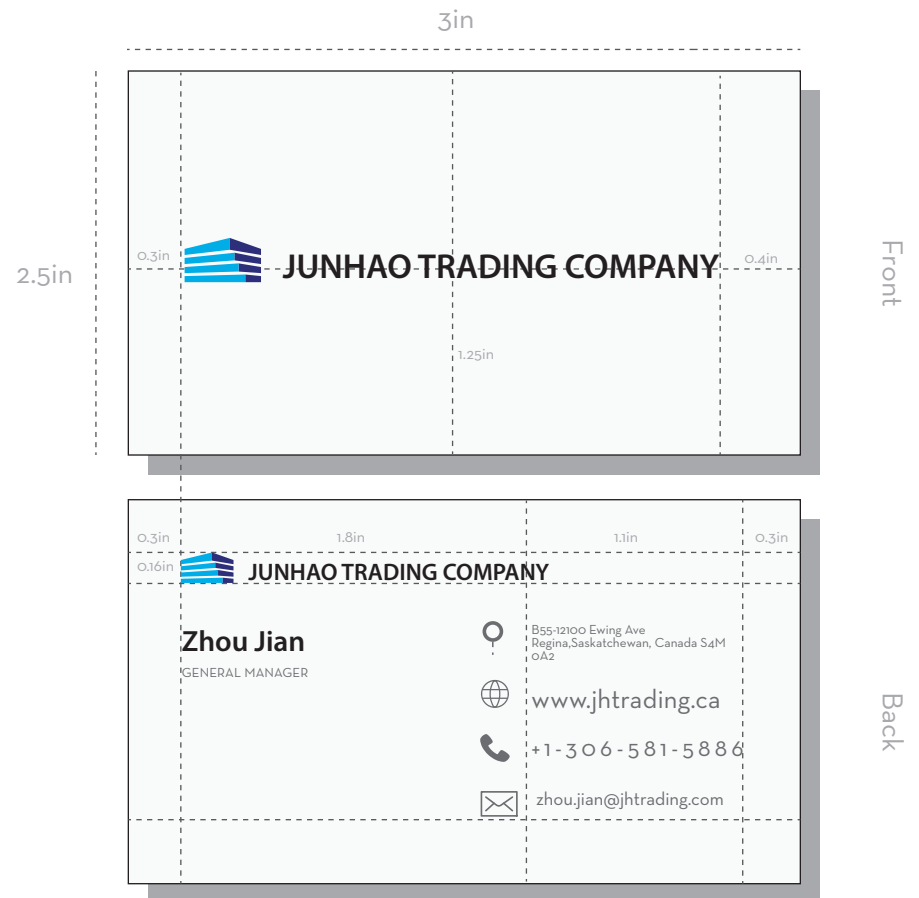 3in
2.5in
0.3in
JUNHAO TRADING COMPANY
0.4in
1.25in
Front
0.3in
1.8in
1.1in
0.3in
0.16in
JUNHAO TRADING COMPANY
Zhou Jian
GENERAL MANAGER
B55-12100 Ewing Ave
Regina,Saskatchewan, Canada S4M
0A2
www.jhtrading.ca
+1-306-581-5886
zhou.jian@jhtrading.com
Back